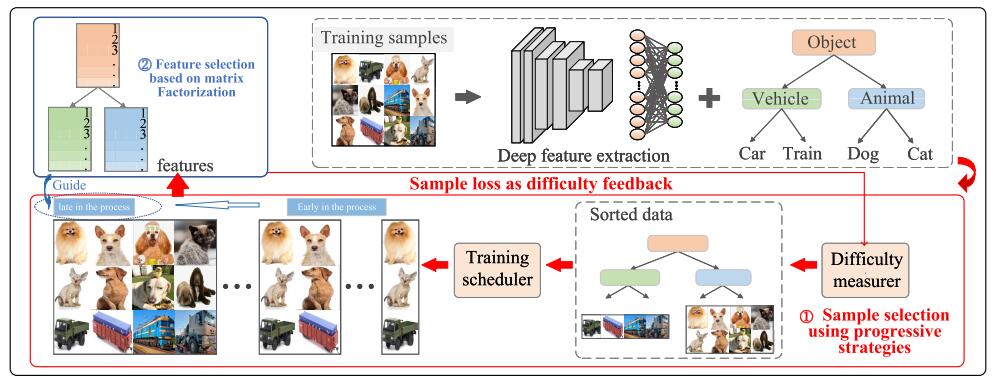 1
2
3
.
.
② Feature selection
based on matrix
Factorization
1
2
3
.
.
1
2
3
.
.
features
Training samples
Deep feature extraction
Object
Vehicle
Animal
Car
Train
Dog
Cat
Guide
Sample loss as difficulty feedback
late in the process
Early in the process
Sorted data
Training
scheduler
Difficulty
measurer
① Sample selection
using progressive
strategies